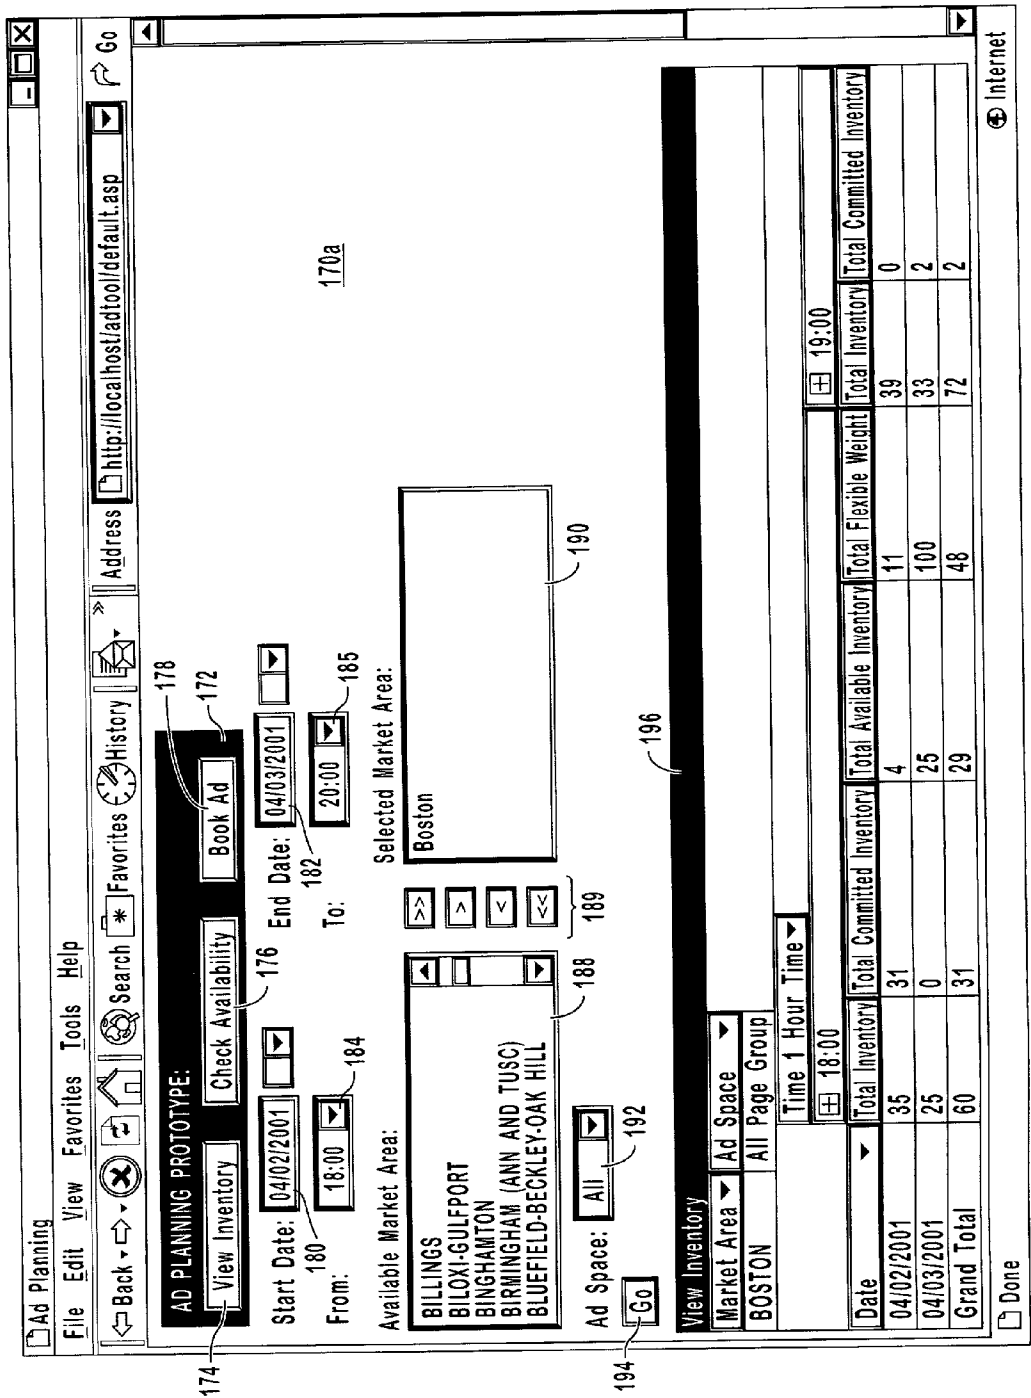 Ad Planning
File Edit View Favorites Tools Help
Back Search Favorites History » Address http://localhost/adtool/default.asp Go
AD PLANNING PROTOTYPE:
View Inventory Check Availability Book Ad
174 176 178 172
Start Date: 04/02/2001 End Date: 04/03/2001
180 182
From: 18:00 184 To: 20:00 185
170a
Available Market Area: Selected Market Area:
BILLINGS >> Boston
BILOXI-GULFPORT
BINGHAMTON >
BIRMINGHAM (ANN AND TUSC) <
BLUEFIELD-BECKLEY-OAK HILL <<
188 189 190
Ad Space: All 192
Go
194 196
View Inventory
Market Area Ad Space
BOSTON All Page Group
Time 1 Hour Time
18:00 19:00
Date Total Inventory Total Committed Inventory Total Available Inventory Total Flexible Weight Total Inventory Total Committed Inventory
04/02/2001 35 31 4 11 39 0
04/03/2001 25 0 25 100 33 2
Grand Total 60 31 29 48 72 2
Done Internet